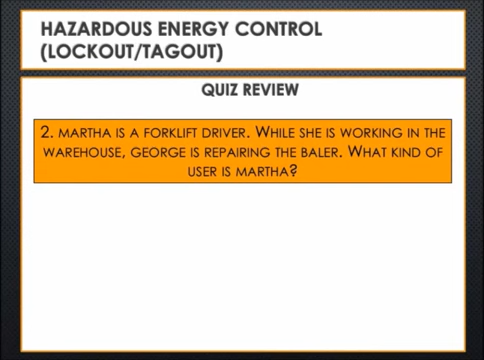 HAZARDOUS ENERGY CONTROL
(LOCKOUT/TAGOUT)
QUIZ REVIEW
2. MARTHA IS A FORKLIFT DRIVER. WHILE SHE IS WORKING IN THE
WAREHOUSE, GEORGE IS REPAIRING THE BALER. WHAT KIND OF
USER IS MARTHA?